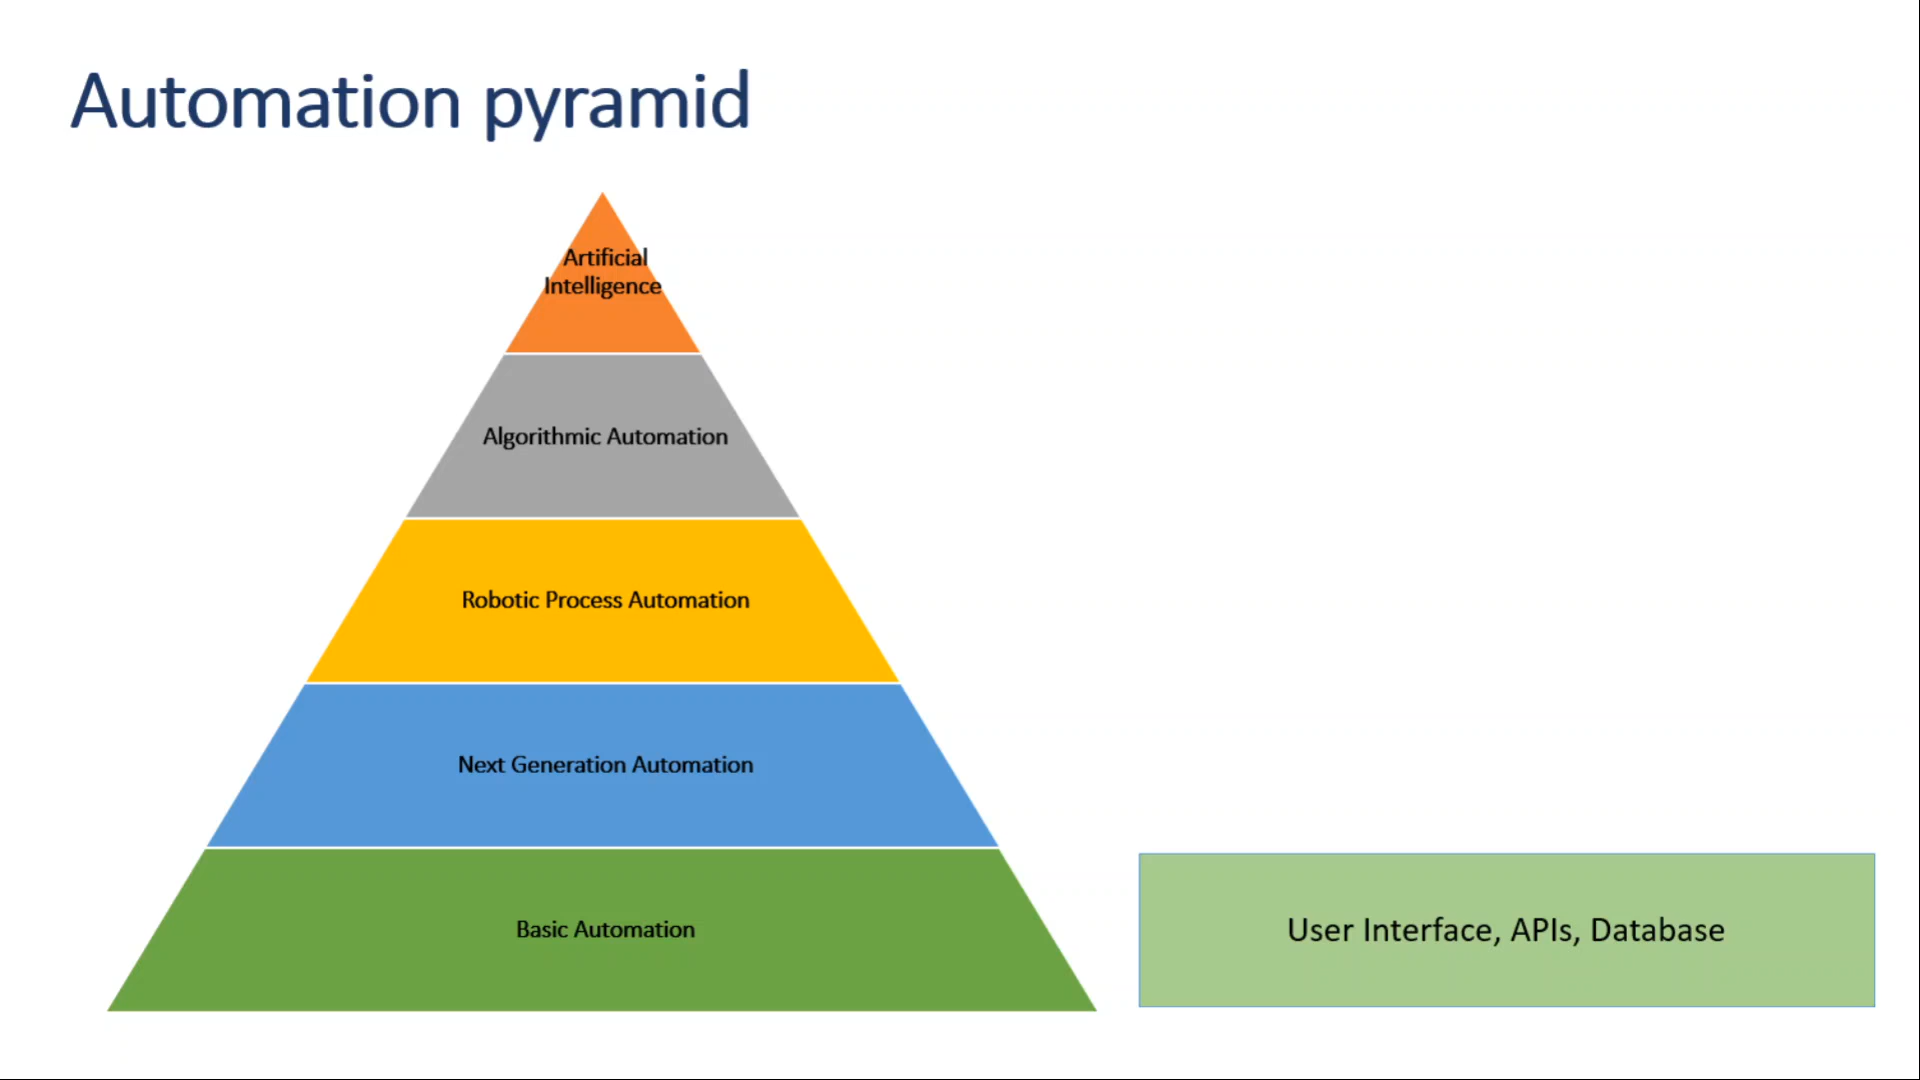 Automation pyramid
Artificial
Intelligence
Algorithmic Automation
Robotic Process Automation
Next Generation Automation
Basic Automation
User Interface, APIs, Database